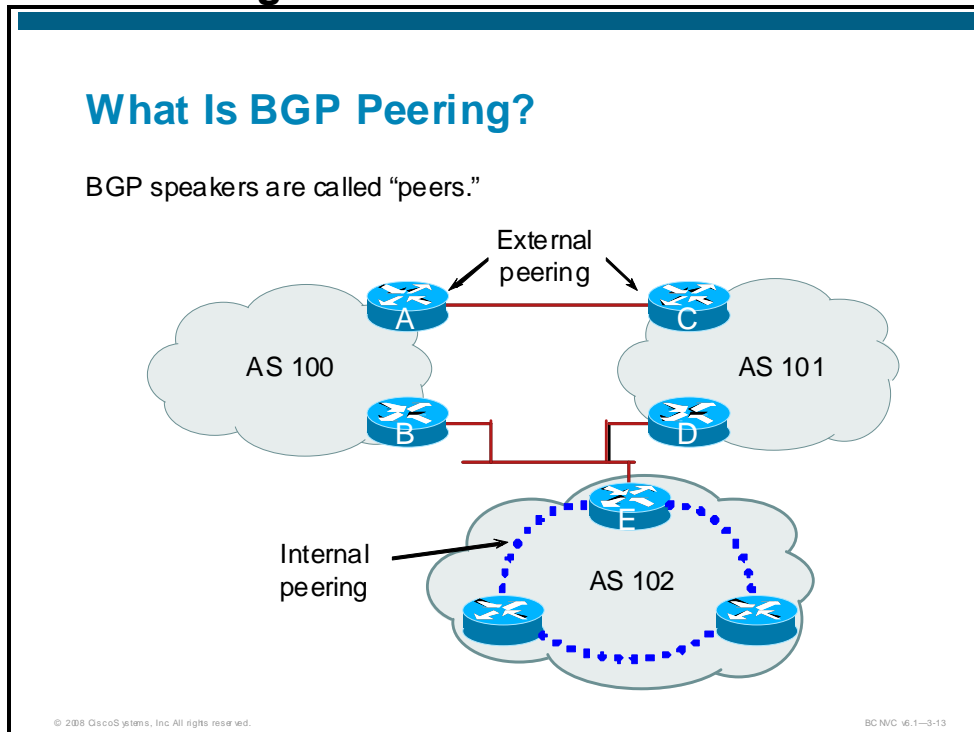 What Is BGP Peering?
BGP speakers are called “peers.”
External
peering
A
C
AS 100
AS 101
B
D
E
Internal
peering
AS 102
© 2008 Cisco Systems, Inc. All rights reserved.
BCNVC v6.1—3-13